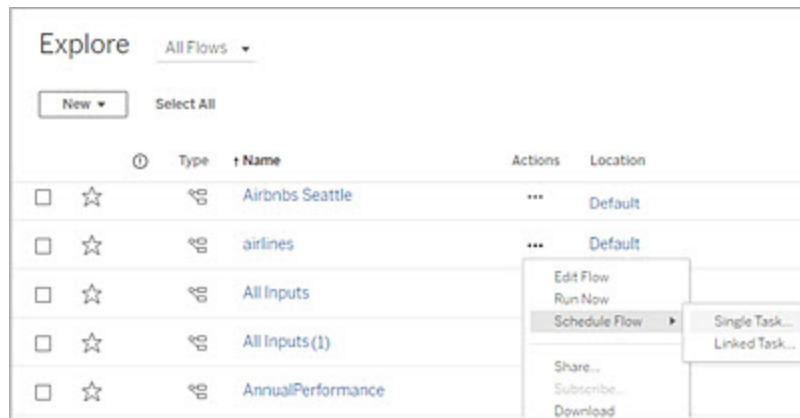 Explore All Flows
New Select All
Type ↑ Name Actions Location
Airbnbs Seattle ... Default
airlines ... Default
Edit Flow
All Inputs
Run Now
Schedule Flow Single Task...
All Inputs (1) Linked Task...
Share...
AnnualPerformance
Subscribe...
Download